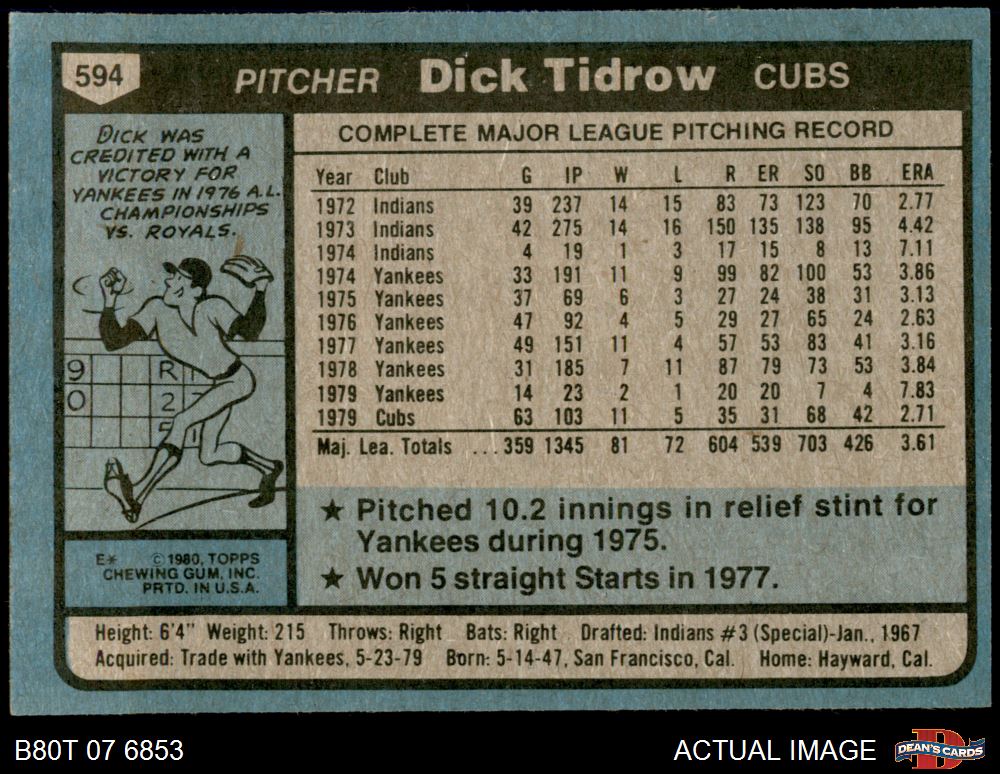 594 PITCHER Dick Tidrow CUBS
DICK WAS
CREDITED WITH A
VICTORY FOR
YANKEES IN 1976 A.L.
CHAMPIONSHIPS
VS. ROYALS.
9 R
0 2
COMPLETE MAJOR LEAGUE PITCHING RECORD
Year Club G IP W L R ER SO BB ERA
1972 Indians 39 237 14 15 83 73 123 70 2.77
1973 Indians 42 275 14 16 150 135 138 95 4.42
1974 Indians 4 19 1 3 17 15 8 13 7.11
1974 Yankees 33 191 11 9 99 82 100 53 3.86
1975 Yankees 37 69 6 3 27 24 38 31 3.13
1976 Yankees 47 92 4 5 29 27 65 24 2.63
1977 Yankees 49 151 11 4 57 53 83 41 3.16
1978 Yankees 31 185 7 11 87 79 73 53 3.84
1979 Yankees 14 23 2 1 20 20 7 4 7.83
1979 Cubs 63 103 11 5 35 31 68 42 2.71
Maj. Lea. Totals ...359 1345 81 72 604 539 703 426 3.61
★ Pitched 10.2 innings in relief stint for
Yankees during 1975.
★ Won 5 straight Starts in 1977.
E* © 1980, TOPPS
CHEWING GUM, INC.
PRTD. IN U.S.A.
Height: 6'4" Weight: 215 Throws: Right Bats: Right Drafted: Indians #3 (Special)-Jan., 1967
Acquired: Trade with Yankees, 5-23-79 Born: 5-14-47, San Francisco, Cal. Home: Hayward, Cal.
B80T 07 6853 ACTUAL IMAGE D DEAN'S CARDS